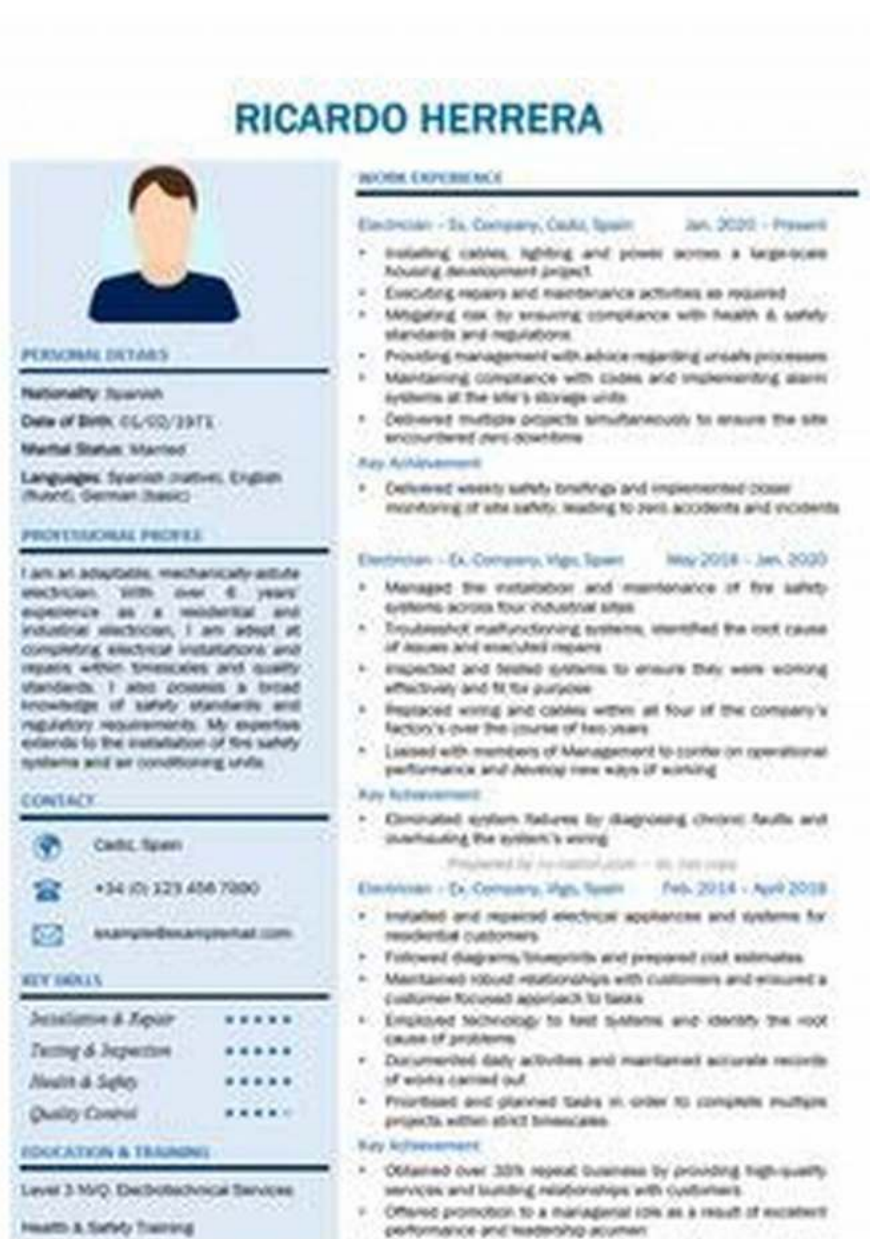 RICARDO HERRERA
PERSONAL DETAILS
Nationality: Spanish
Date of Birth: 01/02/1971
Marital Status: Married
Languages: Spanish (native), English
(fluent), German (basic)
PROFESSIONAL PROFILE
I am an adaptable, mechanically-astute
electrician. With over 6 years'
experience as a residential and
industrial electrician, I am adept at
completing electrical installations and
repairs within timescales and quality
standards. I also possess a broad
knowledge of safety standards and
regulatory requirements. My expertise
extends to the installation of fire safety
systems and air conditioning units.
CONTACT
Cadiz, Spain
+34 (0) 123 456 7890
example@examplemail.com
KEY SKILLS
Installation & Repair
Testing & Inspection
Health & Safety
Quality Control
EDUCATION & TRAINING
Level 3 NVQ: Electrotechnical Services
Health & Safety Training
WORK EXPERIENCE
Electrician – Ex. Company, Cadiz, Spain Jan. 2020 – Present
• Installing cables, lighting and power across a large-scale
housing development project
• Executing repairs and maintenance activities as required
• Mitigating risk by ensuring compliance with health & safety
standards and regulations
• Providing management with advice regarding unsafe processes
• Maintaining compliance with codes and implementing alarm
systems at the site's storage units
• Delivered multiple projects simultaneously to ensure the site
encountered zero downtime
Key Achievement
• Delivered weekly safety briefings and implemented closer
monitoring of site safety, leading to zero accidents and incidents
Electrician – Ex. Company, Vigo, Spain May 2018 – Jan. 2020
• Managed the installation and maintenance of fire safety
systems across four industrial sites
• Troubleshot malfunctioning systems, identified the root cause
of issues and executed repairs
• Inspected and tested systems to ensure they were working
effectively and fit for purpose
• Replaced wiring and cables within all four of the company's
factory's over the course of two years
• Liaised with members of Management to confer on operational
performance and develop new ways of working
Key Achievement
• Eliminated system failures by diagnosing chronic faults and
overhauling the system's wiring
Electrician – Ex. Company, Vigo, Spain Feb. 2014 – April 2018
• Installed and repaired electrical appliances and systems for
residential customers
• Followed diagrams/blueprints and prepared cost estimates
• Maintained robust relationships with customers and ensured a
customer-focused approach to tasks
• Employed technology to test systems and identify the root
cause of problems
• Documented daily activities and maintained accurate records
of works carried out
• Prioritised and planned tasks in order to complete multiple
projects within strict timescales
Key Achievement
• Obtained over 35% repeat business by providing high-quality
services and building relationships with customers
• Offered promotion to a managerial role as a result of excellent
performance and leadership acumen